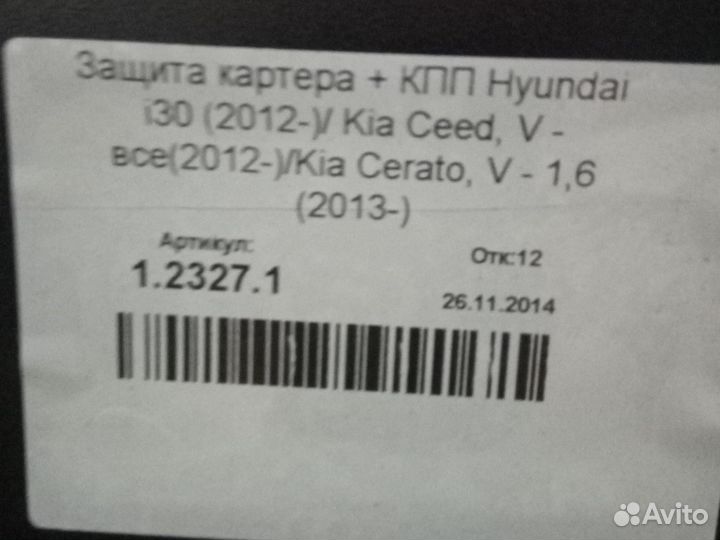 Защита картера + КПП Hyundai
i30 (2012-)/ Kia Ceed, V -
все(2012-)/Kia Cerato, V - 1,6
(2013-)
Артикул:
1.2327.1
Отк:12
26.11.2014
Avito